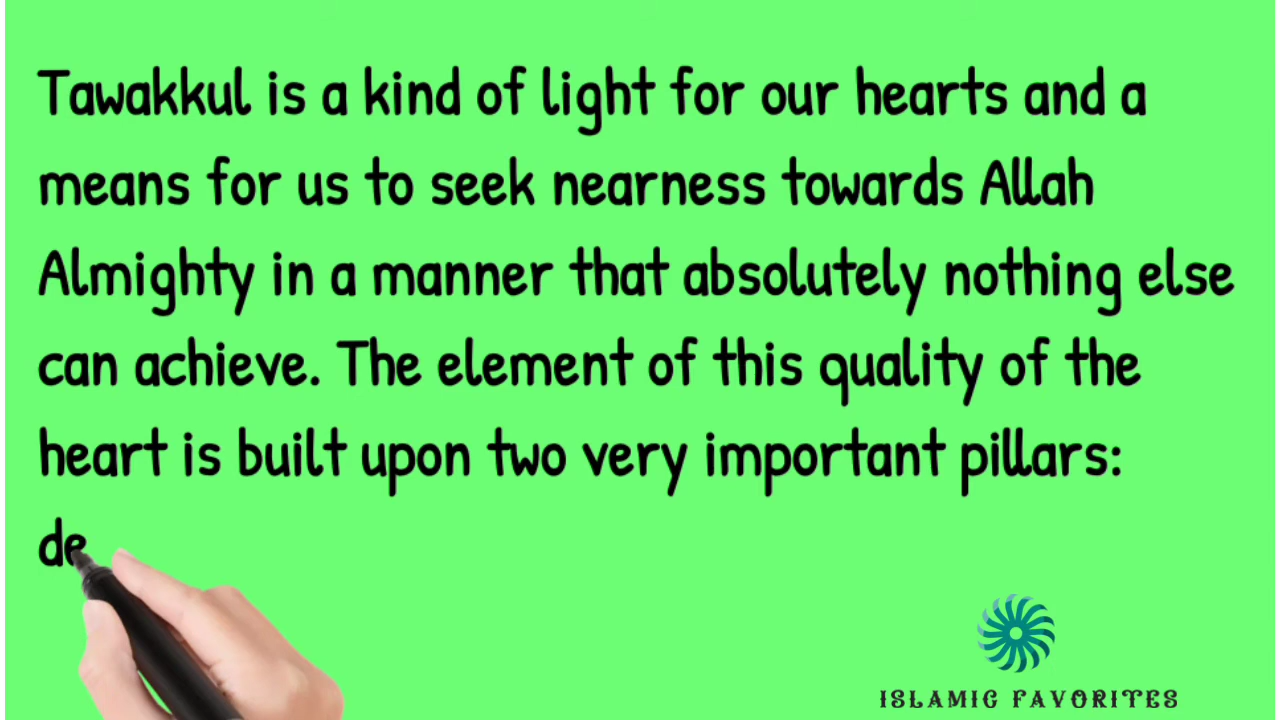 Tawakkul is a kind of light for our hearts and a
means for us to seek nearness towards Allah
Almighty in a manner that absolutely nothing else
can achieve. The element of this quality of the
heart is built upon two very important pillars:
de
ISLAMIC FAVORITES